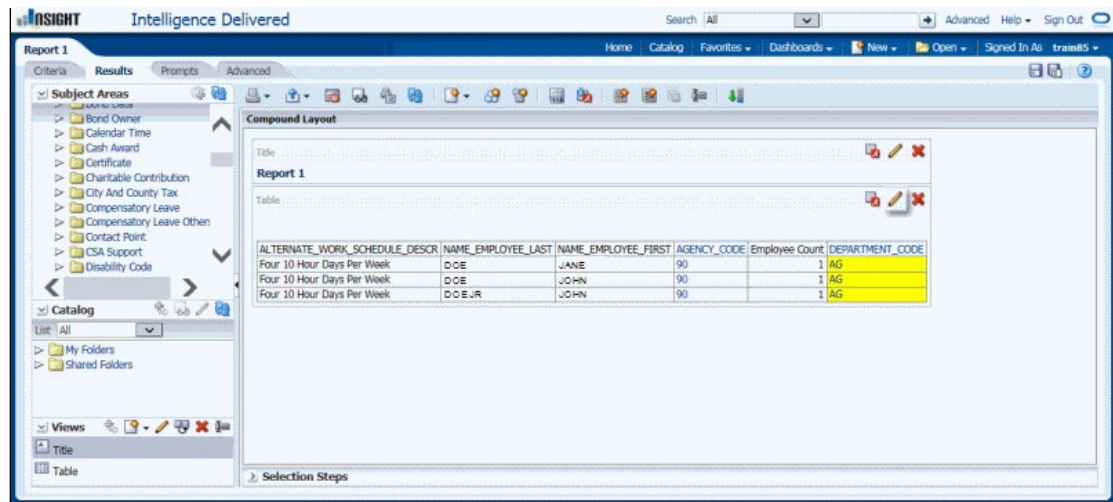 INSIGHT Intelligence Delivered Search All Advanced Help Sign Out
Report 1 Home Catalog Favorites Dashboards New Open Signed In As train85
Criteria Results Prompts Advanced
Subject Areas
Bond Data
Bond Owner
Calendar Time
Cash Award
Certificate
Charitable Contribution
City And County Tax
Compensatory Leave
Compensatory Leave Other
Contact Point
CSA Support
Disability Code
Catalog
List All
My Folders
Shared Folders
Views
Title
Table
Compound Layout
Title
Report 1
Table
ALTERNATE_WORK_SCHEDULE_DESCR NAME_EMPLOYEE_LAST NAME_EMPLOYEE_FIRST AGENCY_CODE Employee Count DEPARTMENT_CODE
Four 10 Hour Days Per Week DOE JANE 90 1 AG
Four 10 Hour Days Per Week DOE JOHN 90 1 AG
Four 10 Hour Days Per Week DOE JR JOHN 90 1 AG
Selection Steps